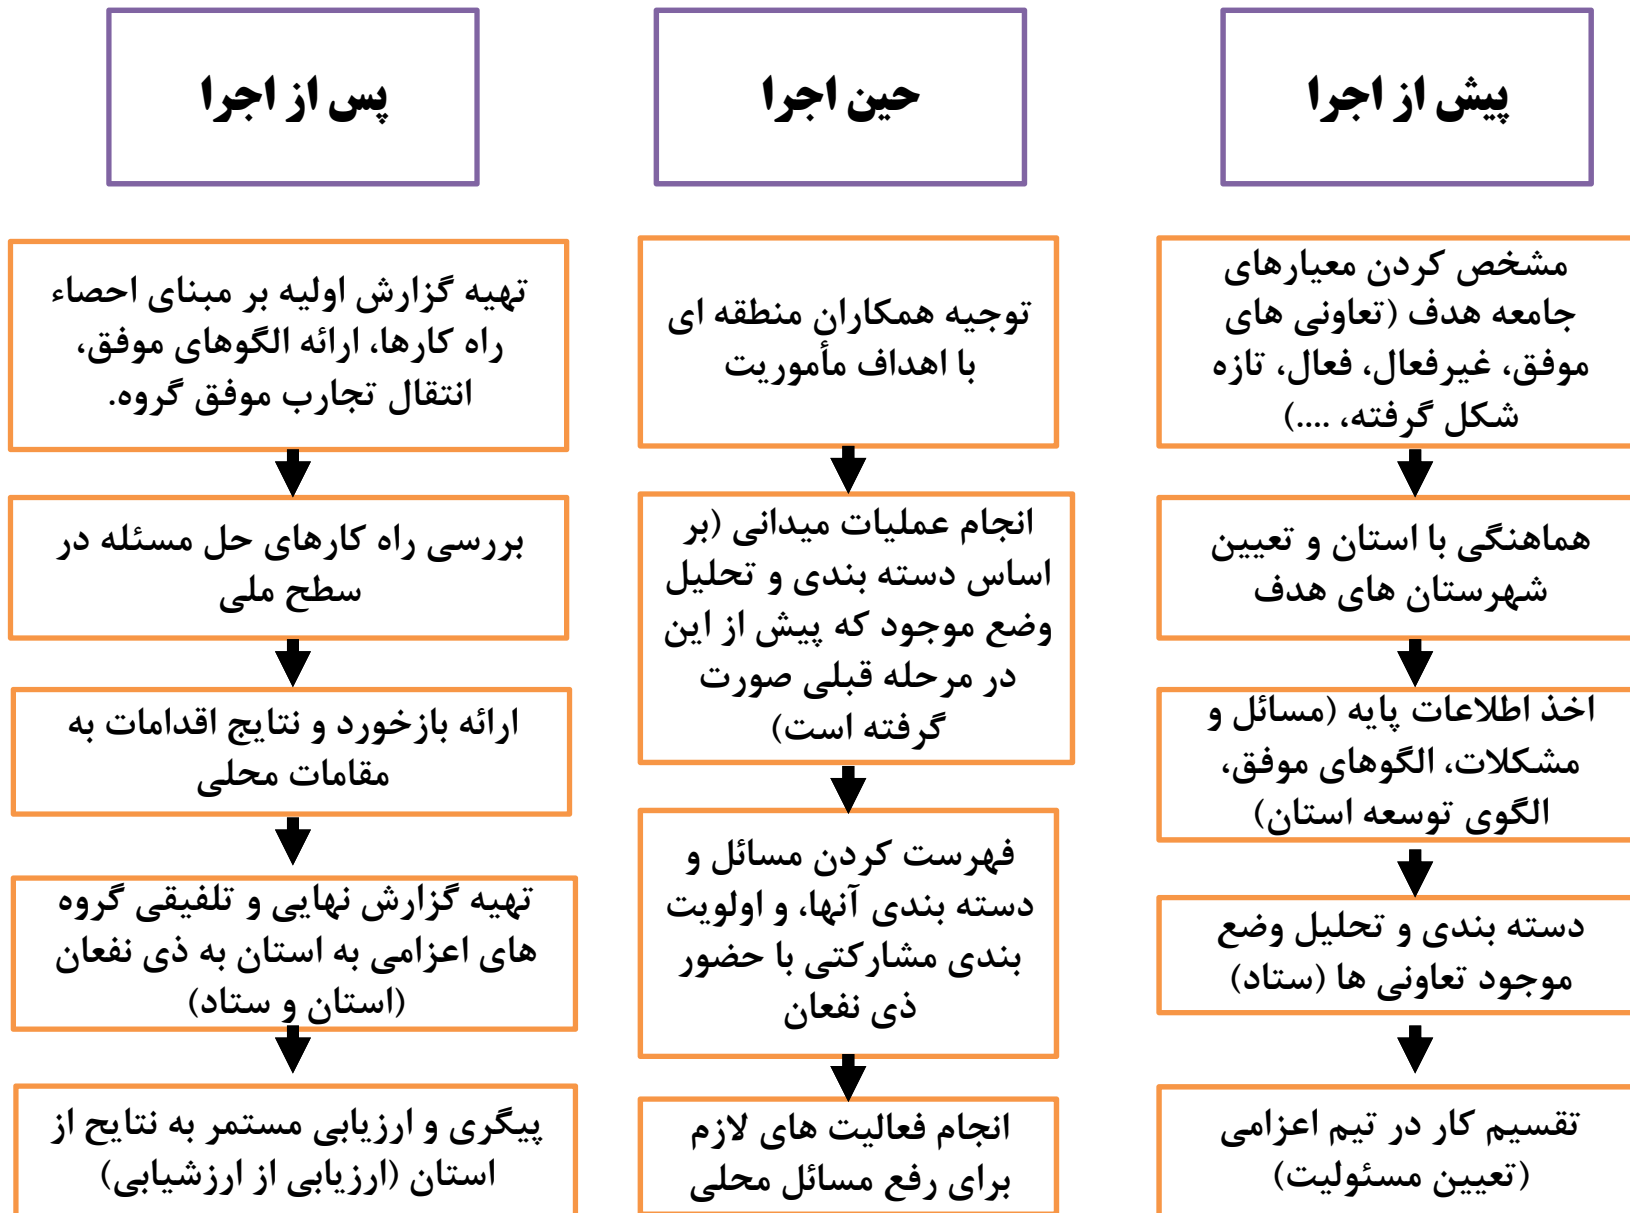 پیش از اجرا
مشخص کردن معیارهای
جامعه هدف (تعاونی های
موفق، غیرفعال، فعال، تازه
شکل گرفته، ....)
هماهنگی با استان و تعیین
شهرستان های هدف
اخذ اطلاعات پایه (مسائل و
مشکلات، الگوهای موفق،
الگوی توسعه استان)
دسته بندی و تحلیل وضع
موجود تعاونی ها (ستاد)
تقسیم کار در تیم اعزامی
(تعیین مسئولیت)
حین اجرا
توجیه همکاران منطقه ای
با اهداف مأموریت
انجام عملیات میدانی (بر
اساس دسته بندی و تحلیل
وضع موجود که پیش از این
در مرحله قبلی صورت
گرفته است)
فهرست کردن مسائل و
دسته بندی آنها، و اولویت
بندی مشارکتی با حضور
ذی نفعان
انجام فعالیت های لازم
برای رفع مسائل محلی
پس از اجرا
تهیه گزارش اولیه بر مبنای احصاء
راه کارها، ارائه الگوهای موفق،
انتقال تجارب موفق گروه.
بررسی راه کارهای حل مسئله در
سطح ملی
ارائه بازخورد و نتایج اقدامات به
مقامات محلی
تهیه گزارش نهایی و تلفیقی گروه
های اعزامی به استان به ذی نفعان
(استان و ستاد)
پیگری و ارزیابی مستمر به نتایح از
استان (ارزیابی از ارزشیابی)